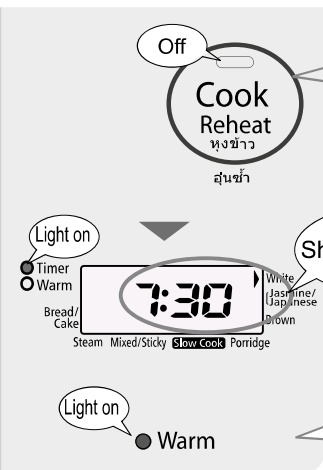 Off
Cook
Reheat
หุงข้าว
อุ่นซ้ำ
Light on
Sh
Timer
Warm
7:30
White
Jasmine/
Japanese
Brown
Bread/
Cake
Steam Mixed/Sticky Slow Cook Porridge
Light on
Warm